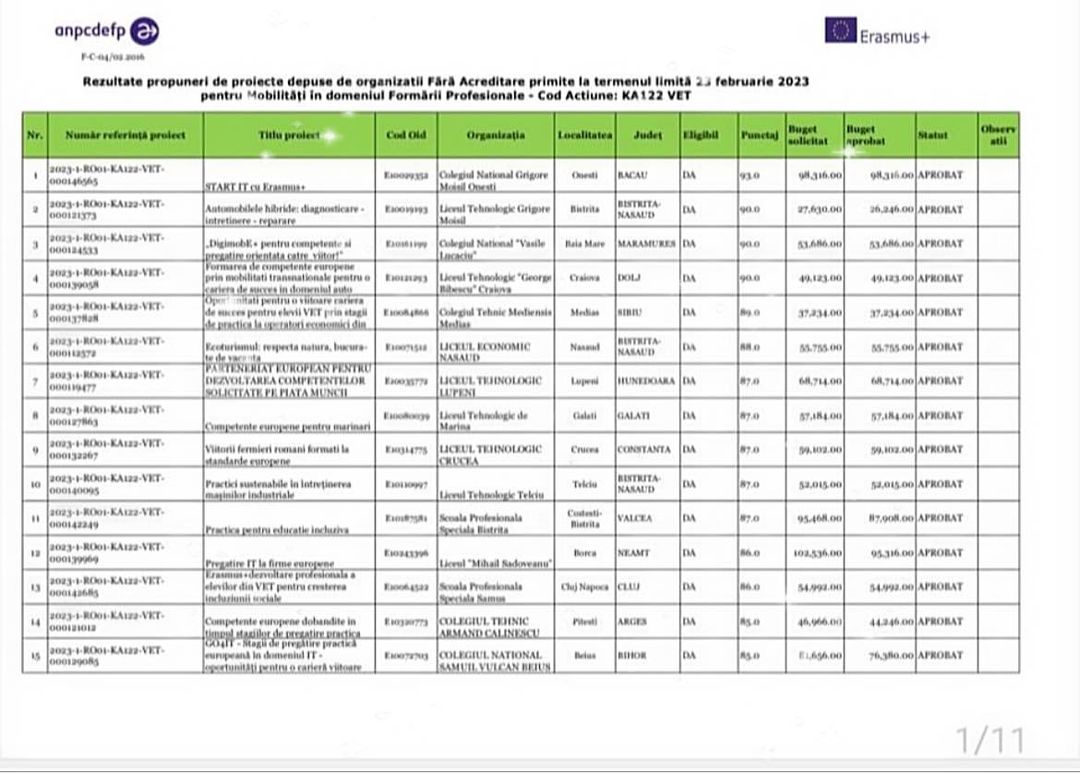 anpcdefp
F-C-04/03.2016
Erasmus+
Rezultate propuneri de proiecte depuse de organizatii Fără Acreditare primite la termenul limită 23 februarie 2023
pentru Mobilități in domeniul Formării Profesionale - Cod Actiune: KA122 VET
Nr. Număr referință proiect Titlu proiect Cod Oid Organizația Localitatea Județ Eligibil Punctaj Buget solicitat Buget aprobat Statut Observ atii
1 2023-1-RO01-KA122-VET-000146565 START IT cu Erasmus+ E10029352 Colegiul National Grigore Moisil Onesti Onesti BACAU DA 93.0 98,316.00 98,316.00 APROBAT
2 2023-1-RO01-KA122-VET-000121373 Automobilele hibride: diagnosticare - intretinere - reparare E10019193 Liceul Tehnologic Grigore Moisil Bistrita BISTRITA-NASAUD DA 90.0 27,630.00 26,246.00 APROBAT
3 2023-1-RO01-KA122-VET-000124533 „DigimobE+ pentru competente si pregatire orientata catre viitor!" Colegiul National "Vasile Lucaciu" Baia Mare MARAMURES DA 90.0 53,686.00 53,686.00 APROBAT
4 2023-1-RO01-KA122-VET-000139058 Formarea de competente europene prin mobilitati transnationale pentru o cariera de succes in domeniul auto E10121293 Liceul Tehnologic "George Bibescu" Craiova Craiova DOLJ DA 90.0 49,123.00 49,123.00 APROBAT
5 2023-1-RO01-KA122-VET-000137828 Oportunitati pentru o viitoare cariera de succes pentru elevii VET prin stagii de practica la operatori economici din E10084866 Colegiul Tehnic Mediensis Medias Medias SIBIU DA 89.0 37,234.00 37,234.00 APROBAT
6 2023-1-RO01-KA122-VET-000112572 Ecoturismul: respecta natura, bucura-te de vacanta E10071512 LICEUL ECONOMIC NASAUD Nasaud BISTRITA-NASAUD DA 88.0 55,755.00 55,755.00 APROBAT
7 2023-1-RO01-KA122-VET-000119477 PARTENERIAT EUROPEAN PENTRU DEZVOLTAREA COMPETENTELOR SOLICITATE PE PIATA MUNCII E10035772 LICEUL TEHNOLOGIC LUPENI Lupeni HUNEDOARA DA 87.0 68,714.00 68,714.00 APROBAT
8 2023-1-RO01-KA122-VET-000127863 Competente europene pentru marinari E10080039 Liceul Tehnologic de Marina Galati GALATI DA 87.0 57,184.00 57,184.00 APROBAT
9 2023-1-RO01-KA122-VET-000132267 Viitorii fermieri romani formati la standarde europene E10314775 LICEUL TEHNOLOGIC CRUCEA Crucea CONSTANTA DA 87.0 59,102.00 59,102.00 APROBAT
10 2023-1-RO01-KA122-VET-000140095 Practici sustenabile in întreținerea mașinilor industriale E10130997 Liceul Tehnologic Telciu Telciu BISTRITA-NASAUD DA 87.0 52,015.00 52,015.00 APROBAT
11 2023-1-RO01-KA122-VET-000142249 Practica pentru educatie incluziva E10187581 Scoala Profesionala Speciala Bistrita Costesti-Bistrita VALCEA DA 87.0 95,468.00 87,908.00 APROBAT
12 2023-1-RO01-KA122-VET-000139969 Pregatire IT la firme europene E10243396 Liceul "Mihail Sadoveanu" Borca NEAMT DA 86.0 102,536.00 95,316.00 APROBAT
13 2023-1-RO01-KA122-VET-000142685 Erasmus+dezvoltare profesionala a elevilor din VET pentru cresterea incluziunii sociale E10064522 Scoala Profesionala Speciala Samus Cluj Napoca CLUJ DA 86.0 54,992.00 54,992.00 APROBAT
14 2023-1-RO01-KA122-VET-000121012 Competente europene dobandite in timpul stagiilor de pregatire practica E10320773 COLEGIUL TEHNIC ARMAND CALINESCU Pitesti ARGES DA 85.0 46,966.00 44,246.00 APROBAT
15 2023-1-RO01-KA122-VET-000129085 GO4IT - Stagii de pregătire practică europeană in domeniul IT - oportunități pentru o carieră viitoare E10072703 COLEGIUL NATIONAL SAMUIL VULCAN BEIUS Beius BIHOR DA 85.0 81,656.00 76,380.00 APROBAT
1/11